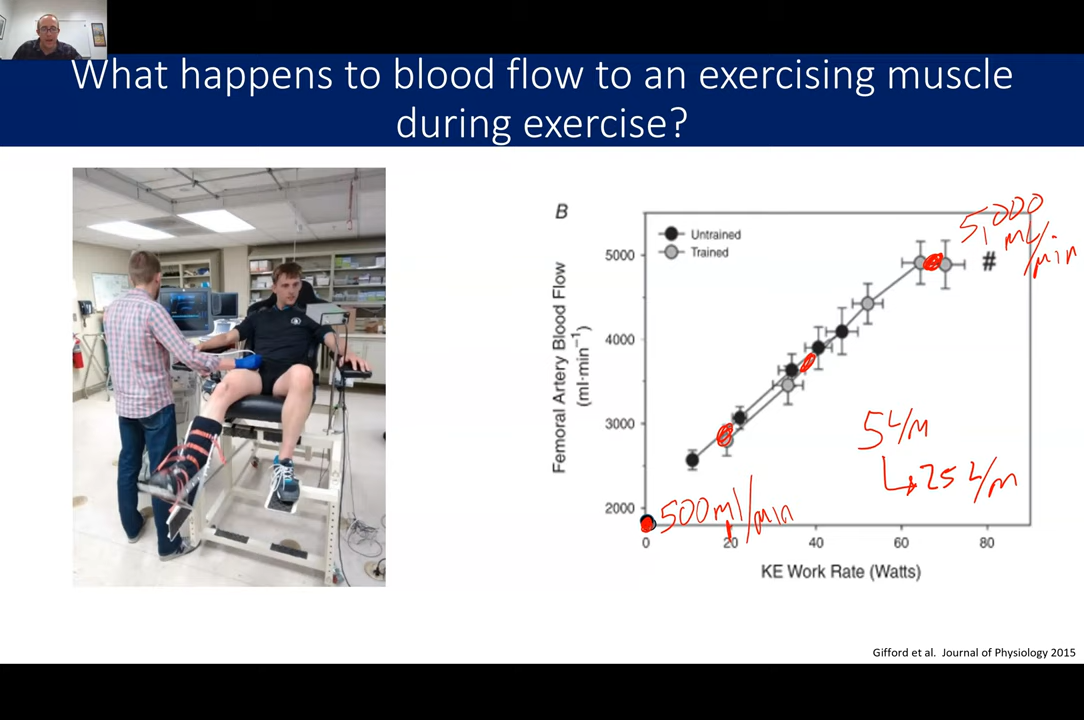 What happens to blood flow to an exercising muscle
during exercise?
B
Untrained
Trained
5,000
mL/
/min
#
5000
4000
3000
2000
Femoral Artery Blood Flow
(ml·min⁻¹)
5 L/m
↳25 L/m
500ml/min
0
20
40
60
80
KE Work Rate (Watts)
Gifford et al. Journal of Physiology 2015